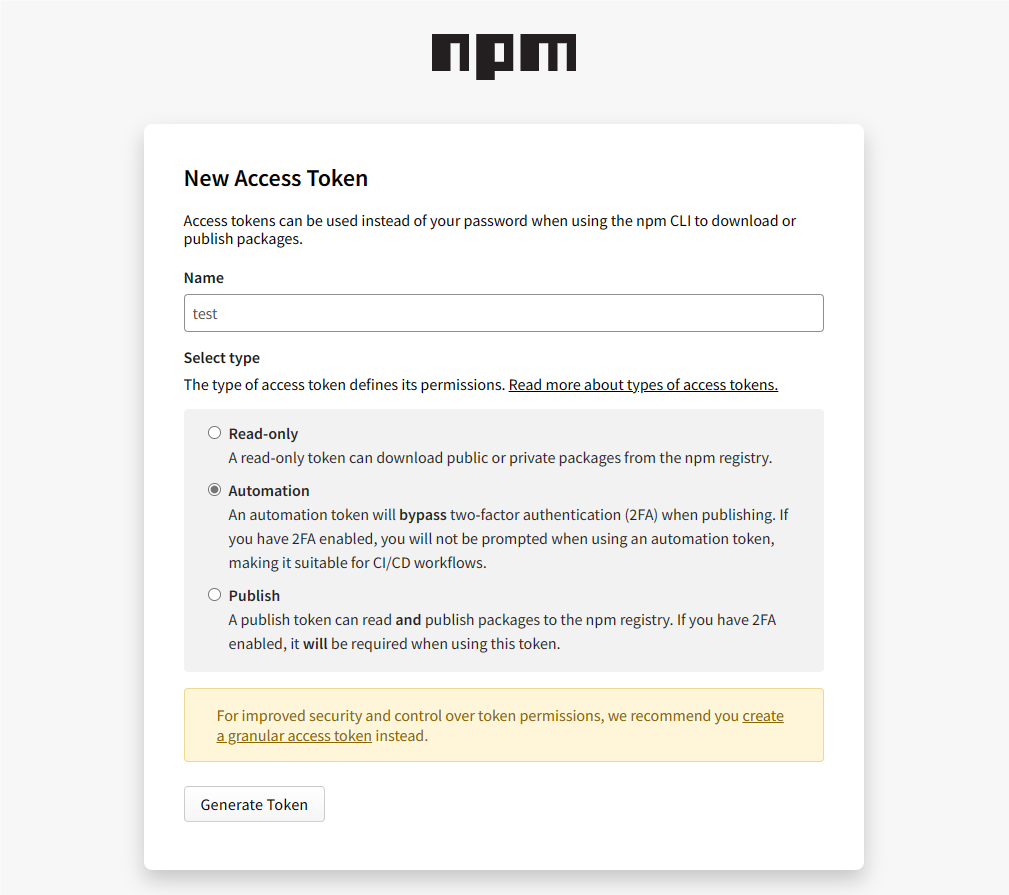 npm
New Access Token
Access tokens can be used instead of your password when using the npm CLI to download or
publish packages.
Name
test
Select type
The type of access token defines its permissions. Read more about types of access tokens.
Read-only
A read-only token can download public or private packages from the npm registry.
Automation
An automation token will bypass two-factor authentication (2FA) when publishing. If
you have 2FA enabled, you will not be prompted when using an automation token,
making it suitable for CI/CD workflows.
Publish
A publish token can read and publish packages to the npm registry. If you have 2FA
enabled, it will be required when using this token.
For improved security and control over token permissions, we recommend you create
a granular access token instead.
Generate Token